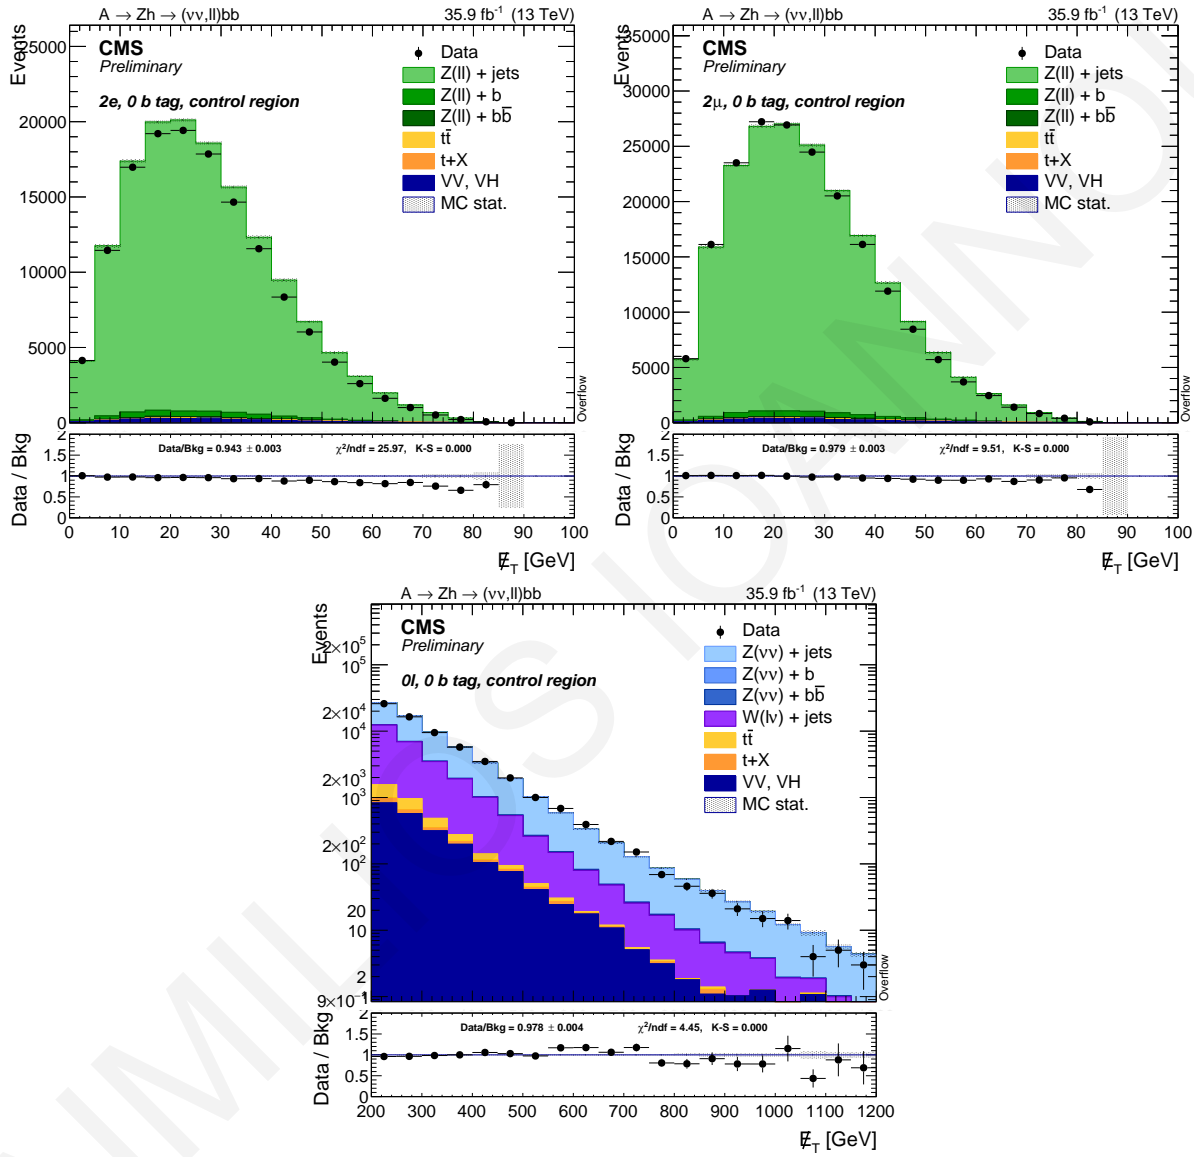 A → Zh → (νν,ll)bb 35.9 fb⁻¹ (13 TeV)
Events
CMS
Preliminary
2e, 0 b tag, control region
Data
Z(ll) + jets
Z(ll) + b
Z(ll) + bb̅
tt̅
t+X
VV, VH
MC stat.
25000
20000
15000
10000
5000
0
Overflow
Data / Bkg
Data/Bkg = 0.943 ± 0.003 χ²/ndf = 25.97, K-S = 0.000
2
1.5
1
0.5
0
0 10 20 30 40 50 60 70 80 90 100
E̸_T [GeV]
A → Zh → (νν,ll)bb 35.9 fb⁻¹ (13 TeV)
Events
CMS
Preliminary
2μ, 0 b tag, control region
Data
Z(ll) + jets
Z(ll) + b
Z(ll) + bb̅
tt̅
t+X
VV, VH
MC stat.
35000
30000
25000
20000
15000
10000
5000
0
Overflow
Data / Bkg
Data/Bkg = 0.979 ± 0.003 χ²/ndf = 9.51, K-S = 0.000
2
1.5
1
0.5
0
0 10 20 30 40 50 60 70 80 90 100
E̸_T [GeV]
A → Zh → (νν,ll)bb 35.9 fb⁻¹ (13 TeV)
Events
CMS
Preliminary
0l, 0 b tag, control region
Data
Z(νν) + jets
Z(νν) + b
Z(νν) + bb̅
W(lν) + jets
tt̅
t+X
VV, VH
MC stat.
2×10⁵
10⁵
2×10⁴
10⁴
2×10³
10³
2×10²
10²
20
10
2
1
9×10⁻¹
Overflow
Data / Bkg
Data/Bkg = 0.978 ± 0.004 χ²/ndf = 4.45, K-S = 0.000
2
1.5
1
0.5
0
200 300 400 500 600 700 800 900 1000 1100 1200
E̸_T [GeV]